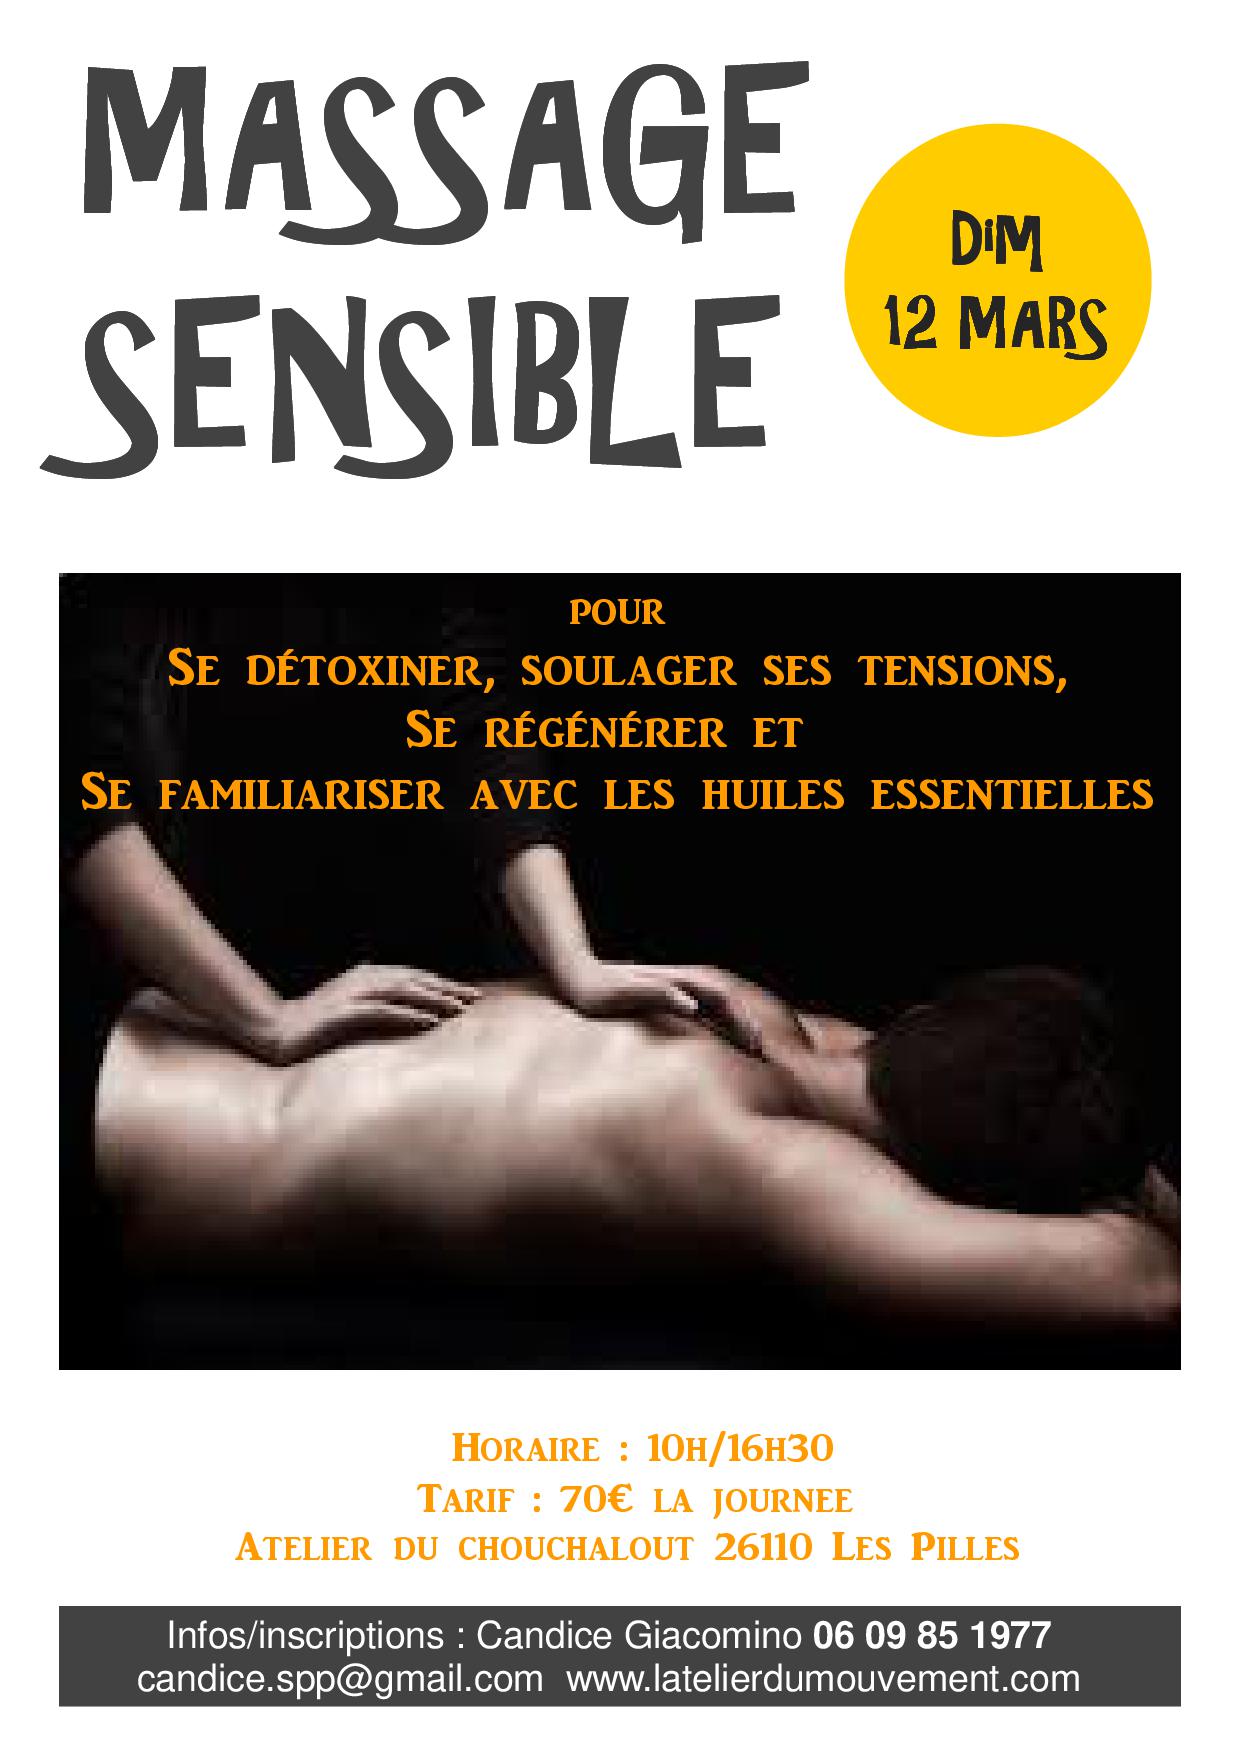 MASSAGE
SENSIBLE
DiM
12 MARS
POUR
SE DÉTOXINER, SOULAGER SES TENSIONS,
SE RÉGÉNÉRER ET
SE FAMILIARISER AVEC LES HUILES ESSENTIELLES
HORAIRE : 10H/16H30
TARIF : 70€ LA JOURNEE
ATELIER DU CHOUCHALOUT 26110 LES PILLES
Infos/inscriptions : Candice Giacomino 06 09 85 1977
candice.spp@gmail.com www.latelierdumouvement.com